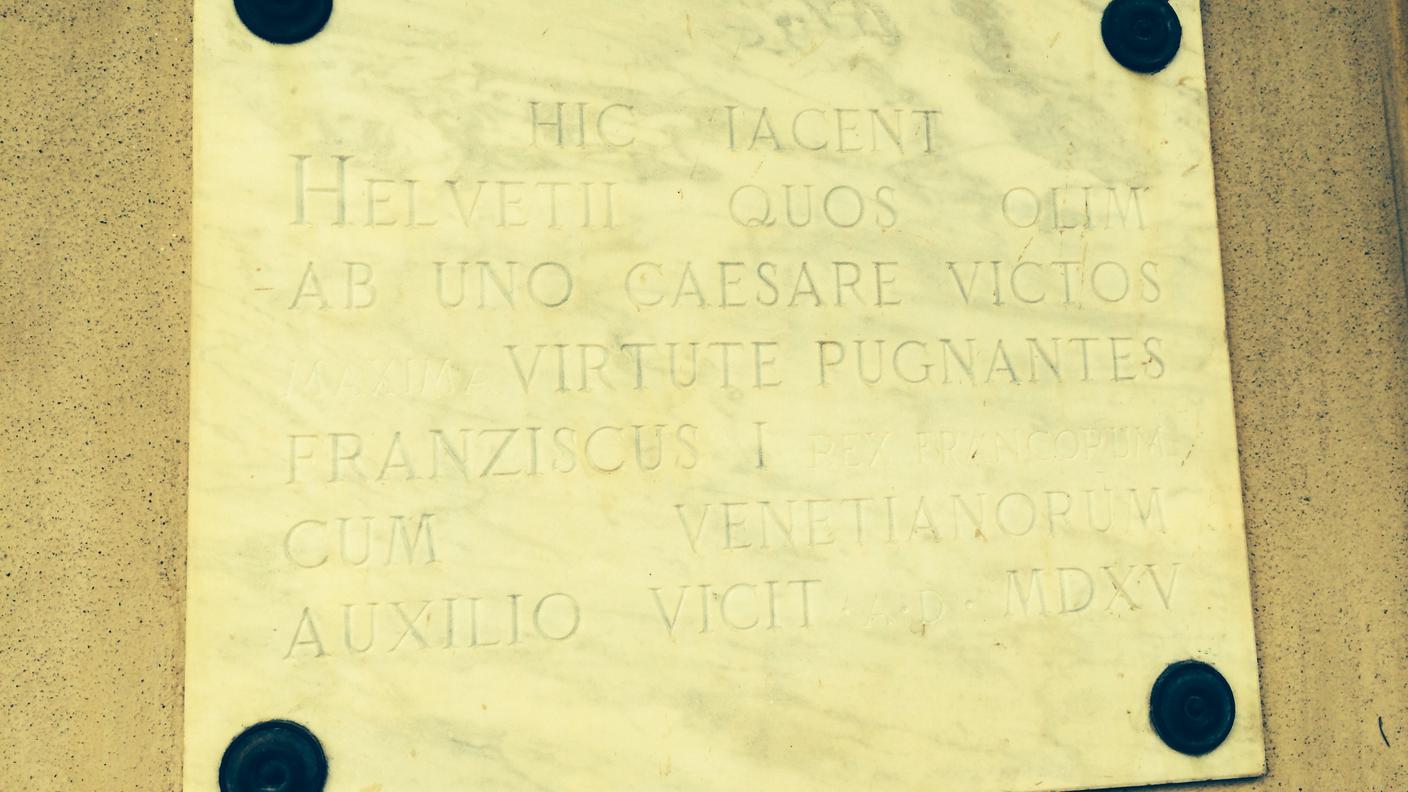 HIC IACENT
HELVETII QUOS OLIM
AB UNO CAESARE VICTOS
MAXIMA VIRTUTE PUGNANTES
FRANZISCUS I REX FRANCORUM
CUM VENETIANORUM
AUXILIO VICIT · A · D · MDXV